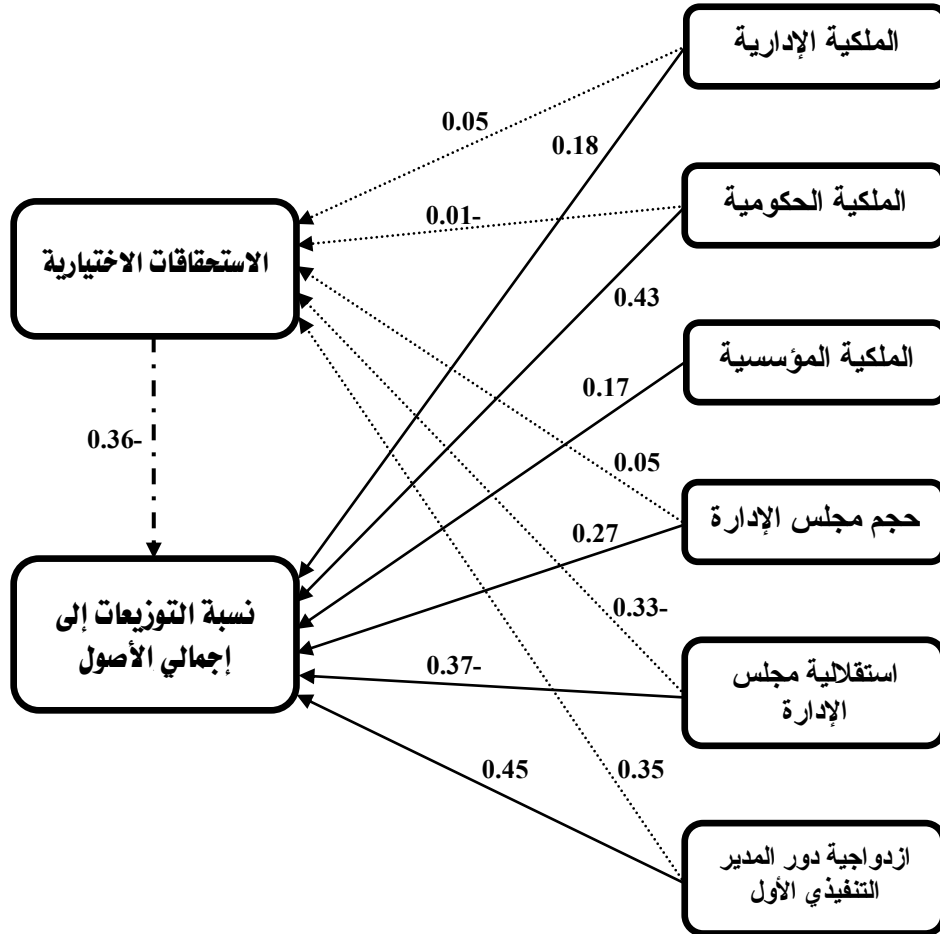 الملكية الإدارية
0.05
0.18
الملكية الحكومية
0.01-
الاستحقاقات الاختيارية
0.43
الملكية المؤسسية
0.17
0.36-
0.05
حجم مجلس الإدارة
0.27
0.33-
نسبة التوزيعات إلى
إجمالي الأصول
0.37-
استقلالية مجلس
الإدارة
0.45
0.35
ازدواجية دور المدير
التنفيذي الأول